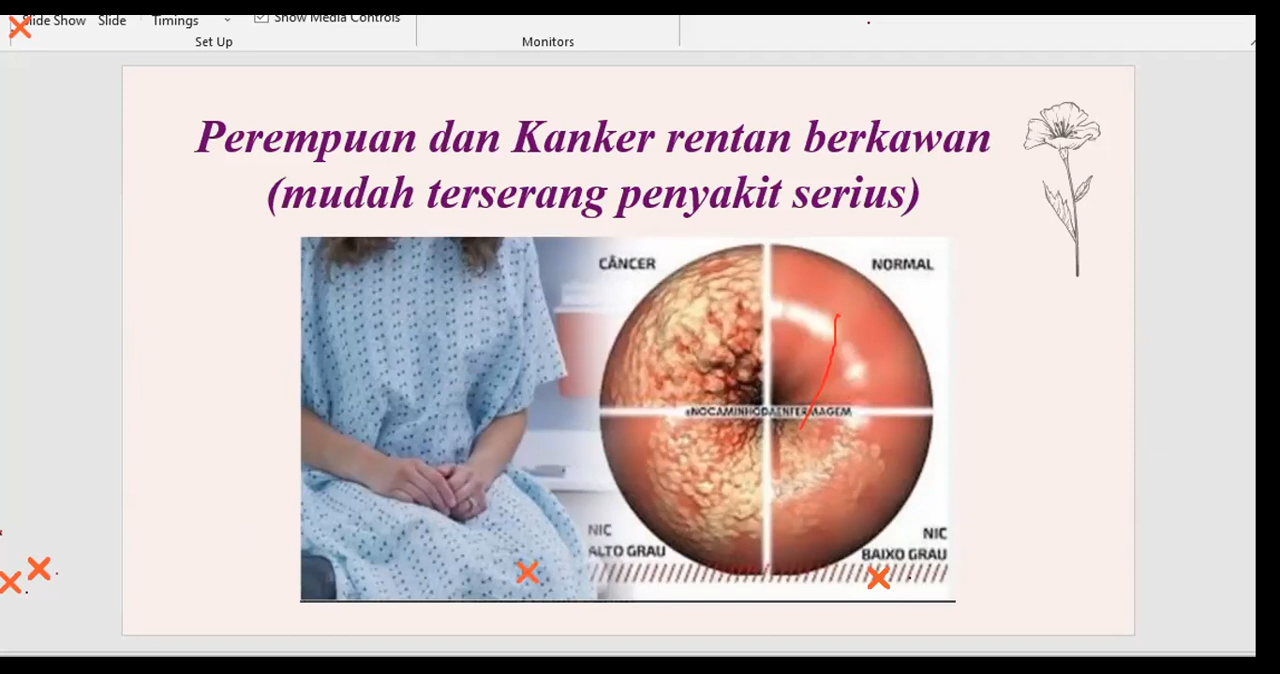 Slide Show
Slide
Timings
Show Media Controls
Set Up
Monitors
Perempuan dan Kanker rentan berkawan
(mudah terserang penyakit serius)
CÂNCER
NORMAL
eNOCAMINHODAENFERMAGEM
NIC
ALTO GRAU
NIC
BAIXO GRAU